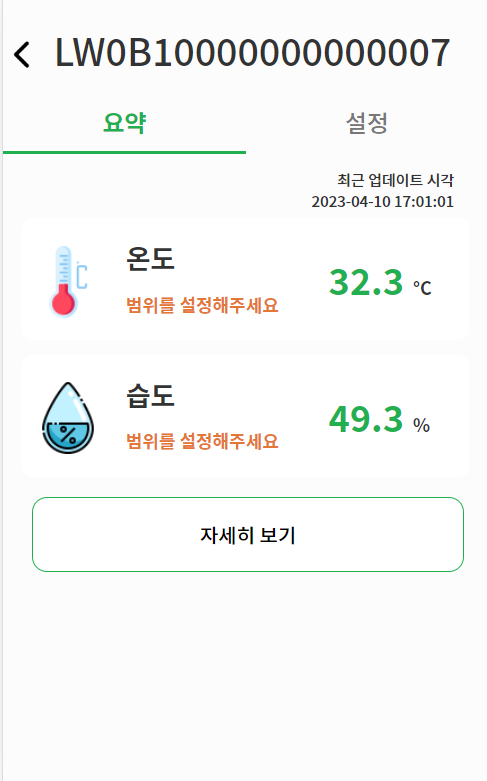 LW0B10000000000007
요약
설정
최근 업데이트 시각
2023-04-10 17:01:01
온도
범위를 설정해주세요
32.3 °C
습도
범위를 설정해주세요
49.3 %
자세히 보기